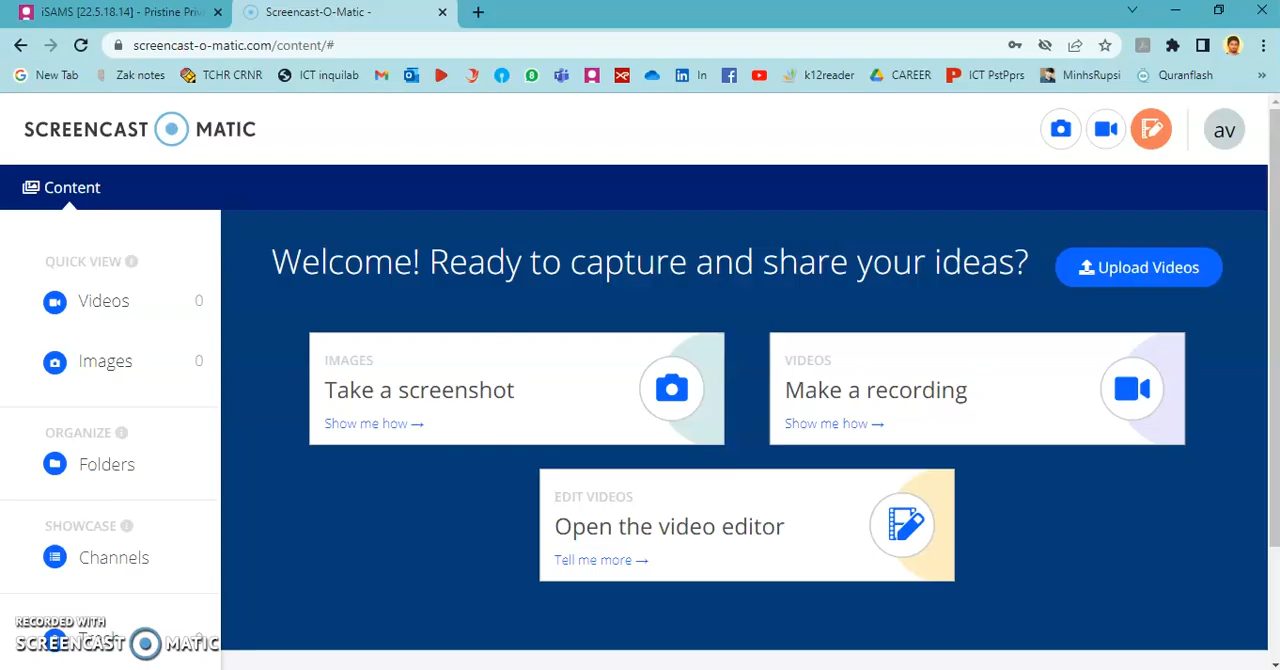 iSAMS [22.5.18.14] - Pristine Priv
Screencast-O-Matic -
screencast-o-matic.com/content/#
New Tab
Zak notes
TCHR CRNR
ICT inquilab
In
k12reader
CAREER
ICT PstPprs
MinhsRupsi
Quranflash
»
SCREENCAST MATIC
av
Content
QUICK VIEW
Videos 0
Images 0
ORGANIZE
Folders
SHOWCASE
Channels
Welcome! Ready to capture and share your ideas?
Upload Videos
IMAGES
Take a screenshot
Show me how →
VIDEOS
Make a recording
Show me how →
EDIT VIDEOS
Open the video editor
Tell me more →
RECORDED WITH
SCREENCAST MATIC